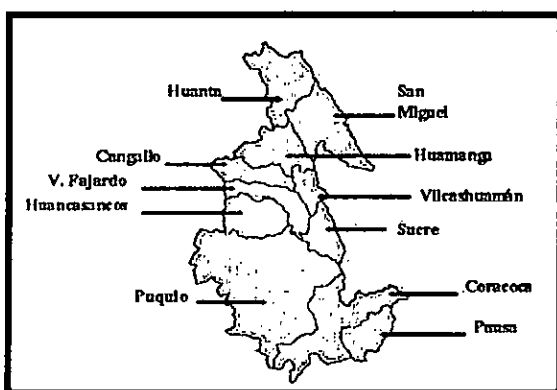 Huanta
San
Miguel
Cangallo
Huamanga
V. Fajardo
Vilcashuamán
Huancasancos
Sucre
Puquio
Coracora
Pausa